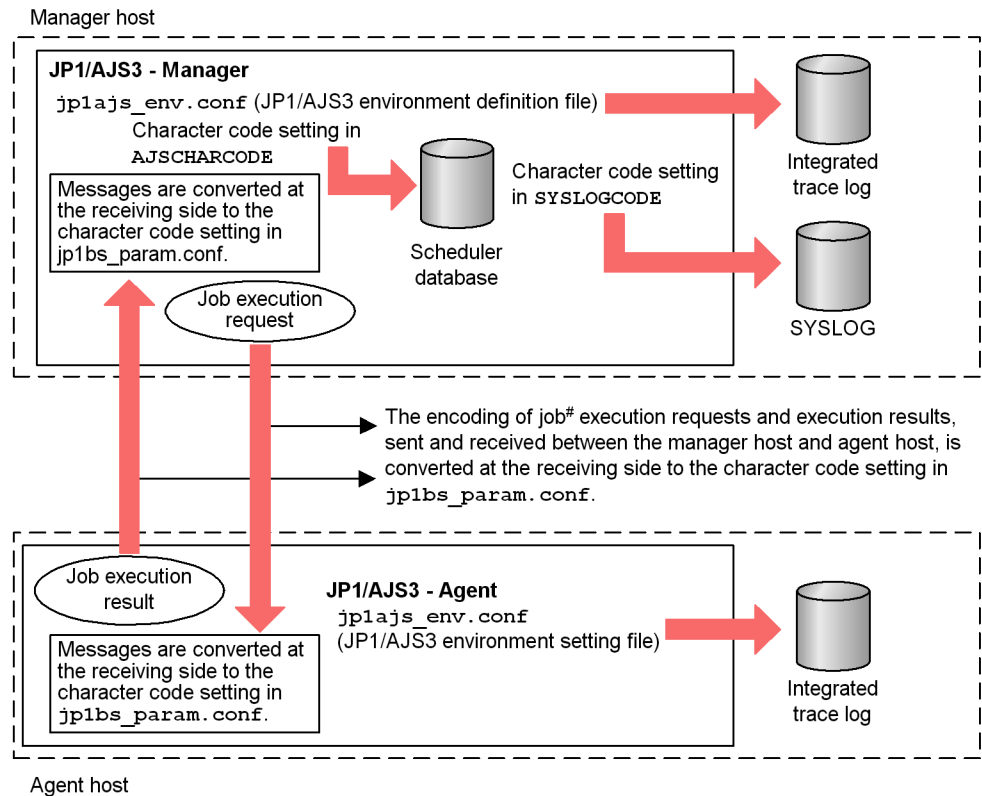 Manager host
JP1/AJS3 - Manager
jp1ajs_env.conf (JP1/AJS3 environment definition file)
Character code setting in
AJSCHARCODE
Messages are converted at
the receiving side to the
character code setting in
jp1bs_param.conf.
Scheduler
database
Character code setting
in SYSLOGCODE
Integrated
trace log
SYSLOG
Job execution
request
The encoding of job# execution requests and execution results,
sent and received between the manager host and agent host, is
converted at the receiving side to the character code setting in
jp1bs_param.conf.
Job execution
result
JP1/AJS3 - Agent
jp1ajs_env.conf
(JP1/AJS3 environment setting file)
Messages are converted at
the receiving side to the
character code setting in
jp1bs_param.conf.
Integrated
trace log
Agent host